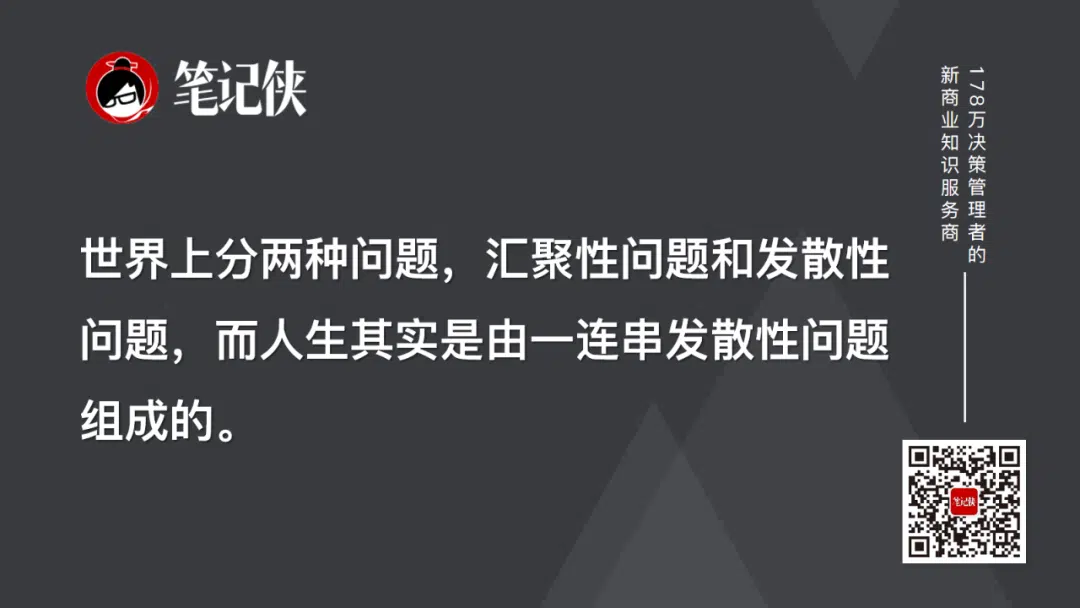 笔记侠
178万决策管理者的
新商业知识服务商
世界上分两种问题，汇聚性问题和发散性
问题，而人生其实是由一连串发散性问题
组成的。
笔记侠